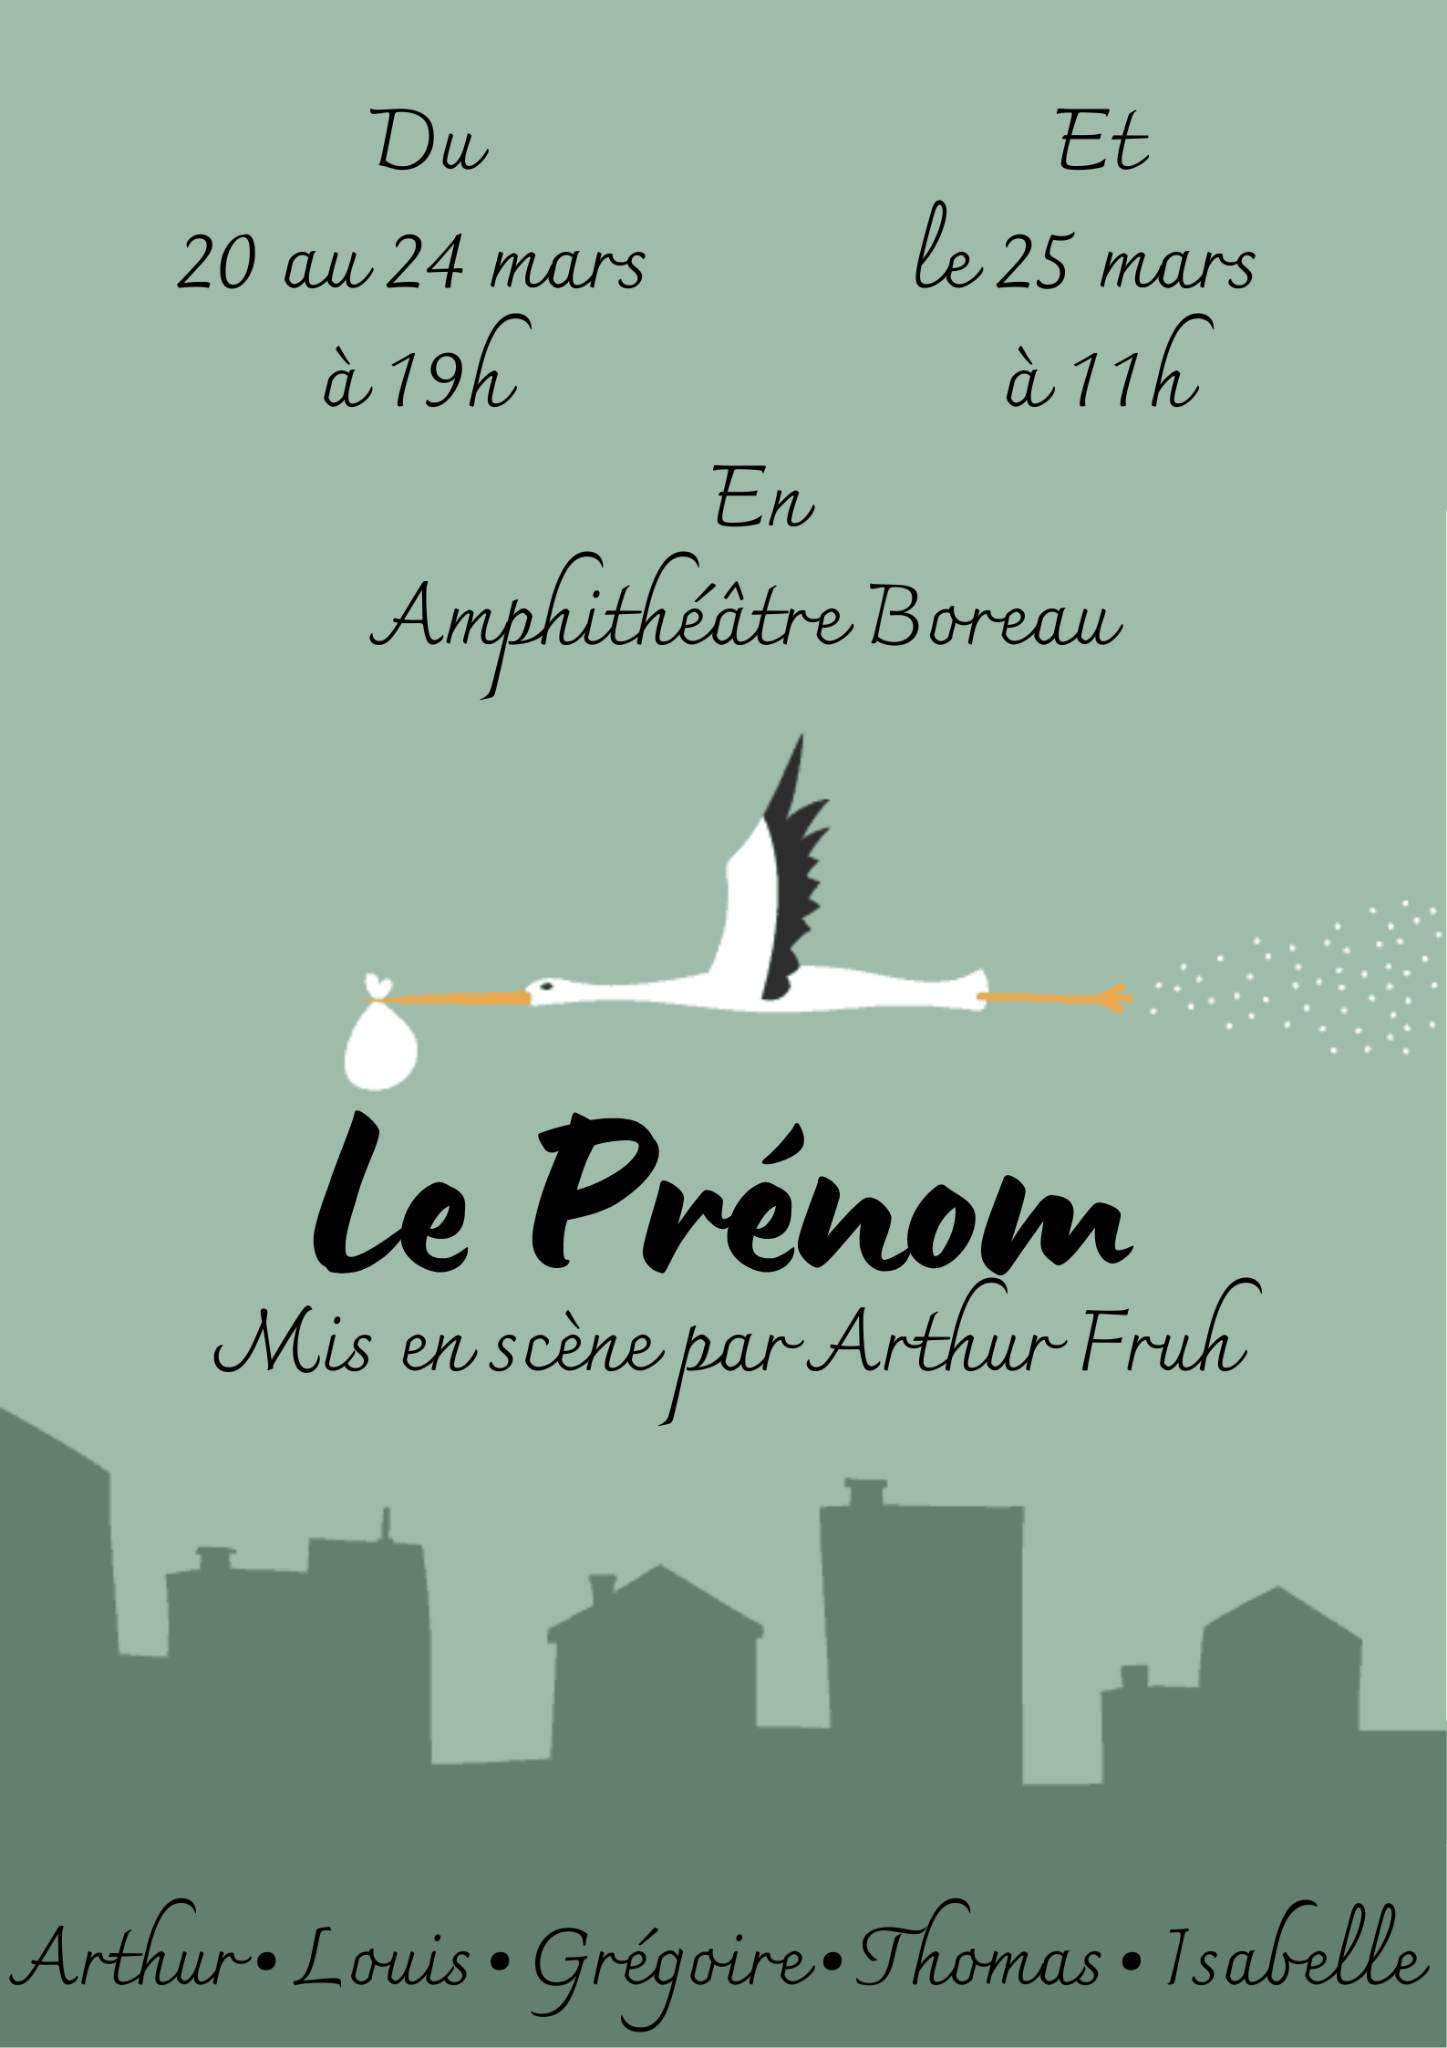 Du
20 au 24 mars
à 19h
Et
le 25 mars
à 11h
En
Amphithéâtre Boreau
Le Prénom
Mis en scène par Arthur Fruh
Arthur • Louis • Grégoire • Thomas • Isabelle